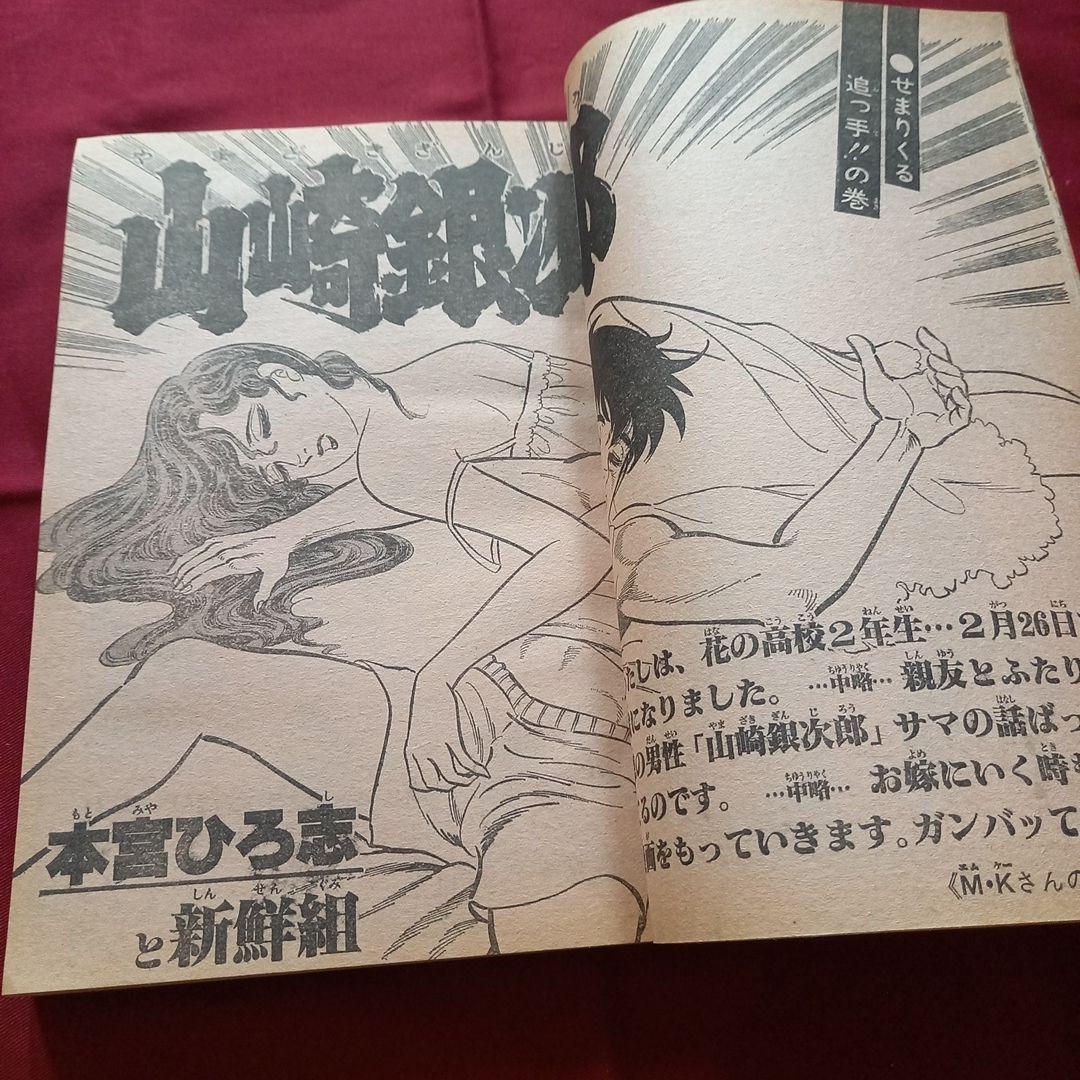 ●せまりくる
追っ手!!の巻
山崎銀次郎
花の高校2年生…2月26日
たしは、
になりました。…中略…親友とふたり
の男性「山崎銀次郎」サマの話ばっ
るのです。…中略…お嫁にいく時
画をもっていきます。ガンバッて
《M・Kさんの
本宮ひろ志
と新鮮組